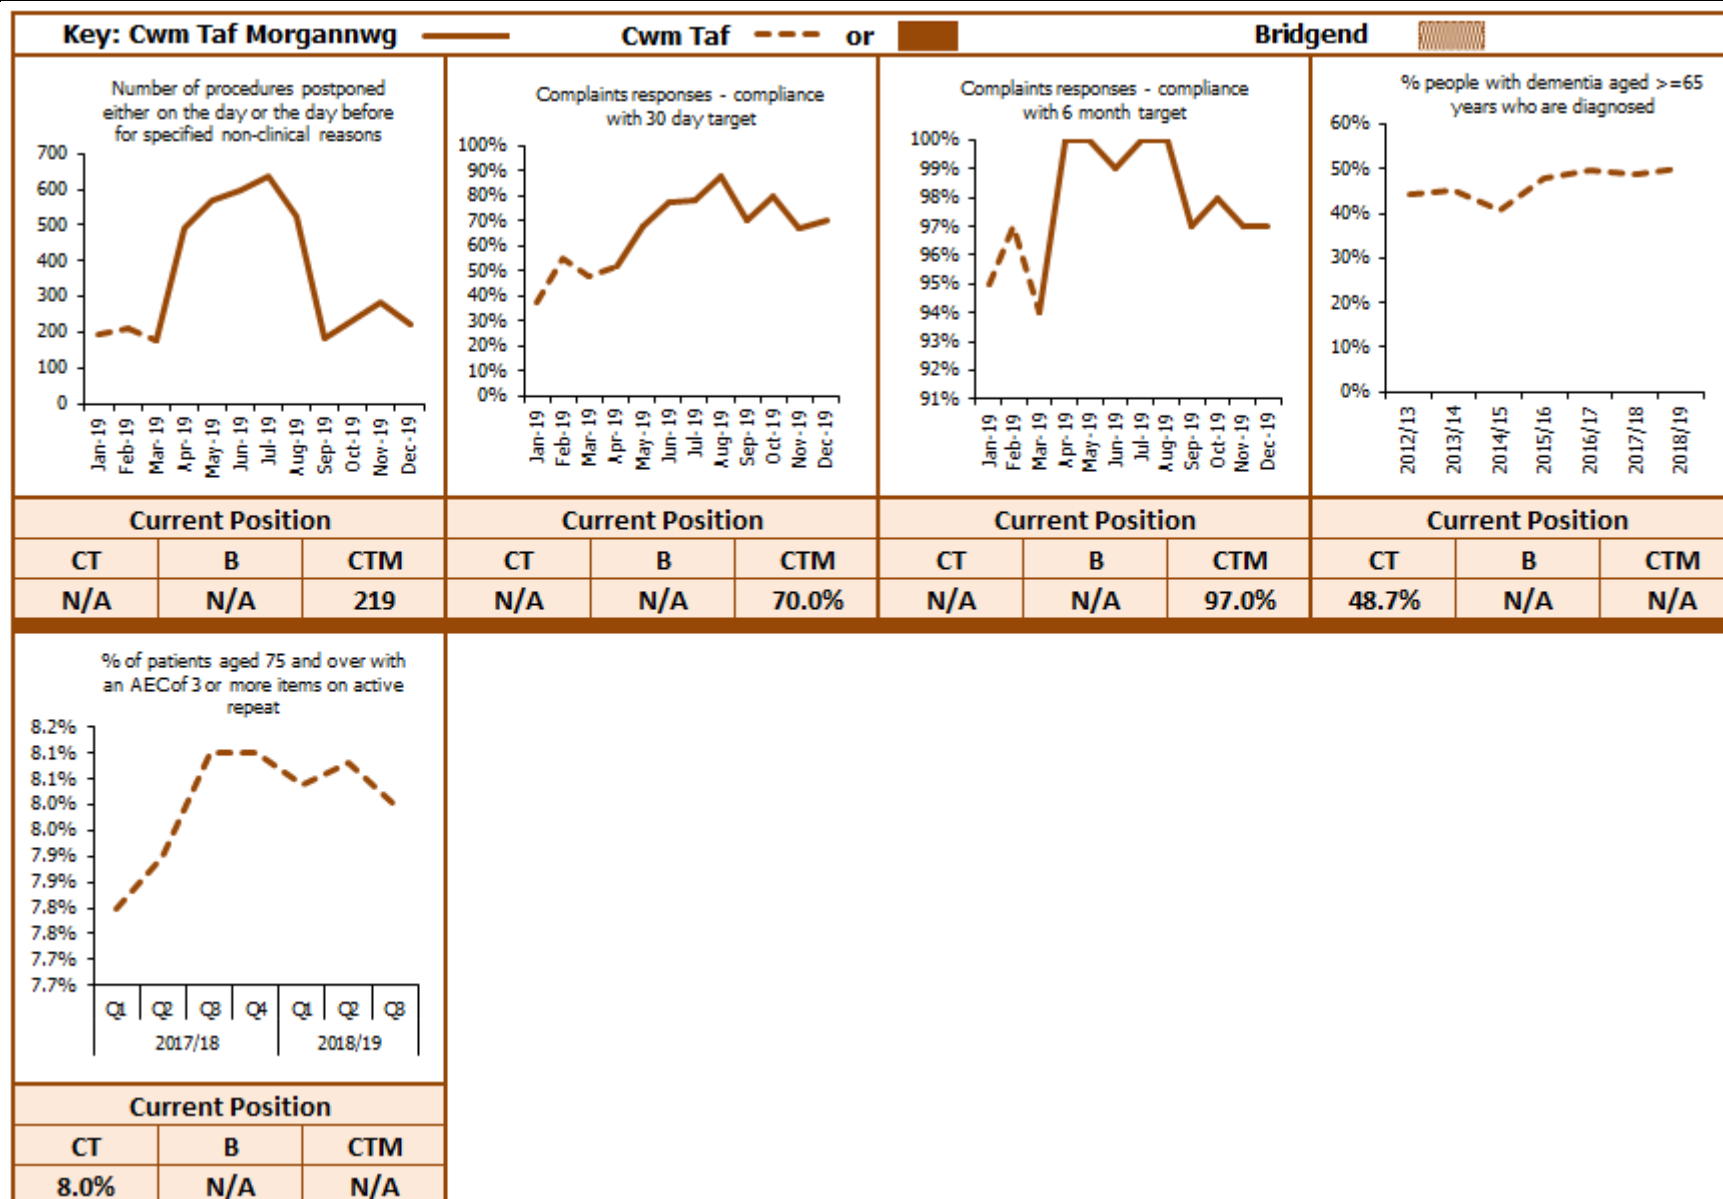 Key: Cwm Taf Morgannwg Cwm Taf or Bridgend
Number of procedures postponed
either on the day or the day before
for specified non-clinical reasons
700
600
500
400
300
200
100
0
Jan-19 Feb-19 Mar-19 Apr-19 May-19 Jun-19 Jul-19 Aug-19 Sep-19 Oct-19 Nov-19 Dec-19
Complaints responses - compliance
with 30 day target
100%
90%
80%
70%
60%
50%
40%
30%
20%
10%
0%
Jan-19 Feb-19 Mar-19 Apr-19 May-19 Jun-19 Jul-19 Aug-19 Sep-19 Oct-19 Nov-19 Dec-19
Complaints responses - compliance
with 6 month target
100%
99%
98%
97%
96%
95%
94%
93%
92%
91%
Jan-19 Feb-19 Mar-19 Apr-19 May-19 Jun-19 Jul-19 Aug-19 Sep-19 Oct-19 Nov-19 Dec-19
% people with dementia aged >=65
years who are diagnosed
60%
50%
40%
30%
20%
10%
0%
2012/13 2013/14 2014/15 2015/16 2016/17 2017/18 2018/19
Current Position Current Position Current Position Current Position
CT B CTM CT B CTM CT B CTM CT B CTM
N/A N/A 219 N/A N/A 70.0% N/A N/A 97.0% 48.7% N/A N/A
% of patients aged 75 and over with
an AECof 3 or more items on active
repeat
8.2%
8.1%
8.1%
8.0%
8.0%
7.9%
7.9%
7.8%
7.8%
7.7%
7.7%
Q1 Q2 Q3 Q4 Q1 Q2 Q3
2017/18 2018/19
Current Position
CT B CTM
8.0% N/A N/A